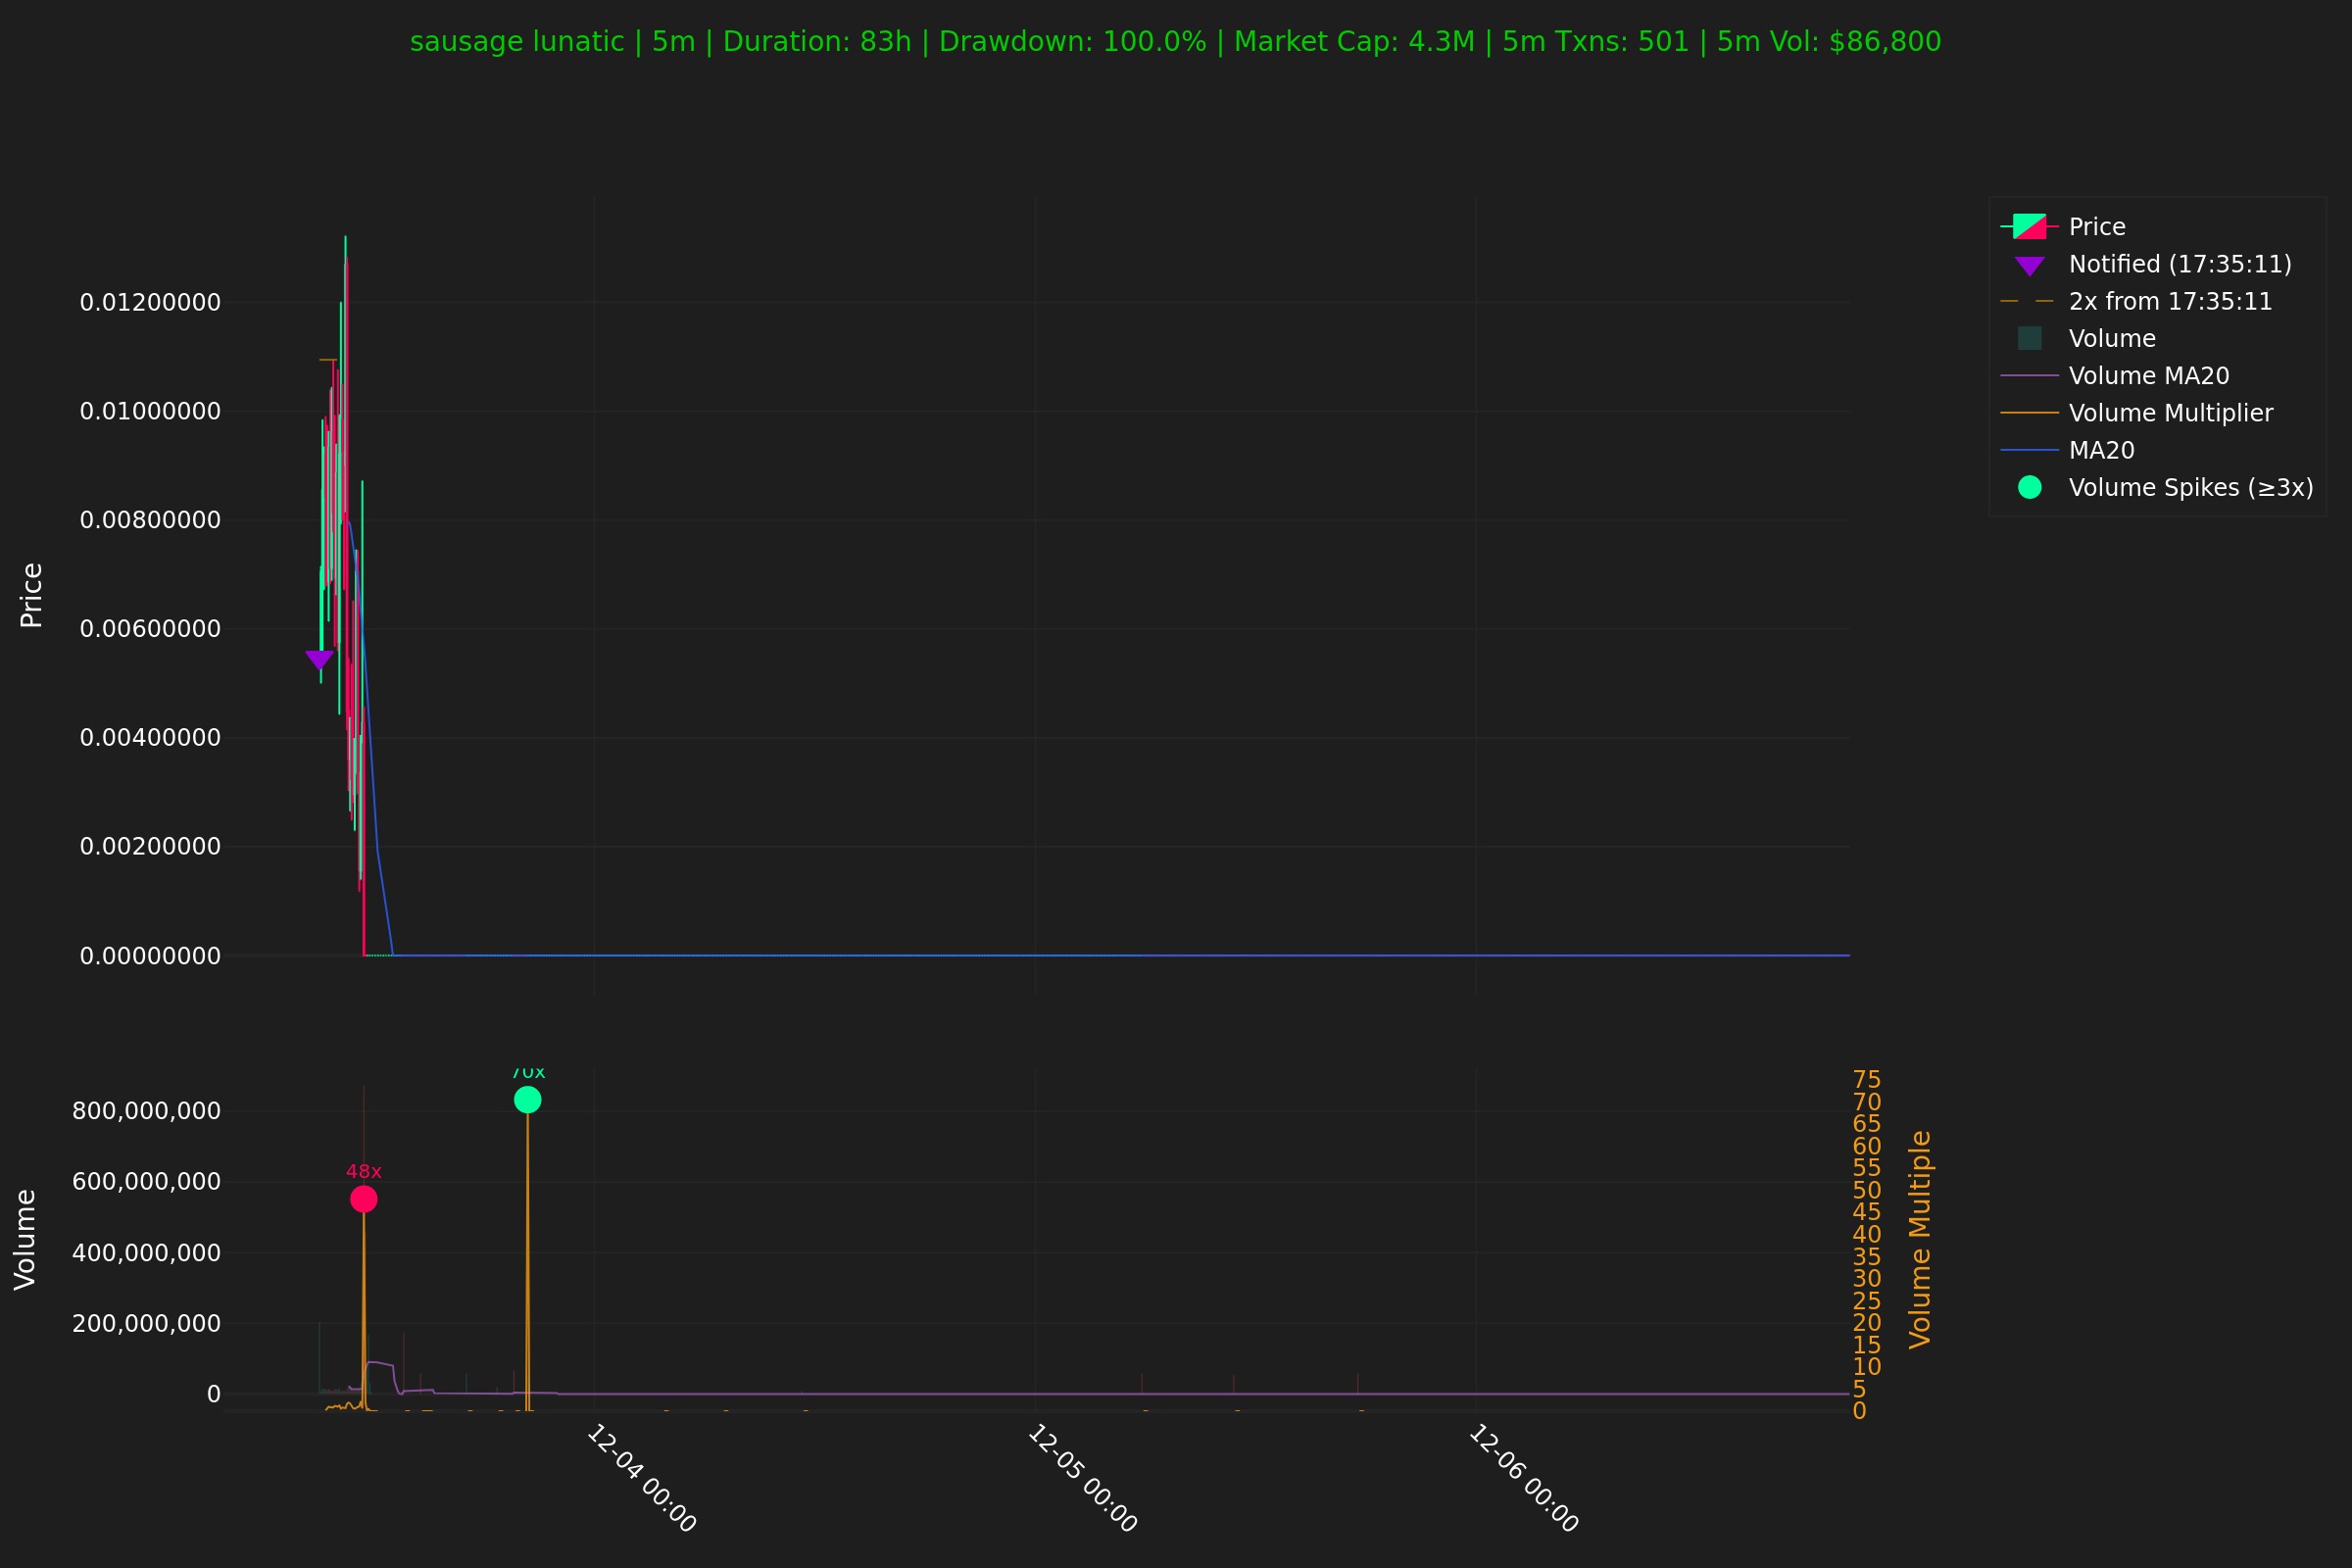 sausage lunatic | 5m | Duration: 83h | Drawdown: 100.0% | Market Cap: 4.3M | 5m Txns: 501 | 5m Vol: $86,800
Price
Notified (17:35:11)
2x from 17:35:11
Volume
Volume MA20
Volume Multiplier
MA20
Volume Spikes (≥3x)
Price
0.01200000
0.01000000
0.00800000
0.00600000
0.00400000
0.00200000
0.00000000
Volume
800,000,000
600,000,000
400,000,000
200,000,000
0
48x
70x
75
70
65
60
55
50
45
40
35
30
25
20
15
10
5
0
Volume Multiple
12-04 00:00
12-05 00:00
12-06 00:00